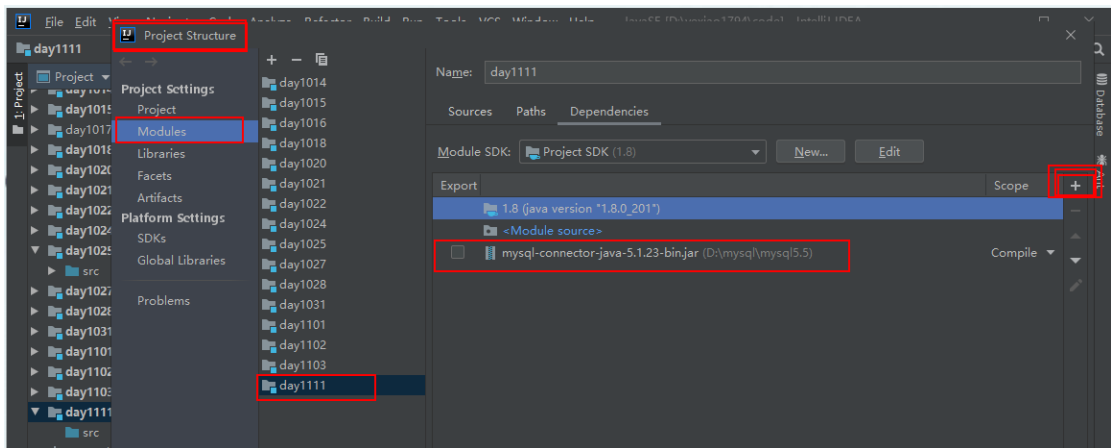 File Edit
day1111
1: Project
Project
day1015
day1017
day1018
day1020
day1021
day1022
day1024
day1025
src
day1027
day1028
day1031
day1101
day1102
day1103
day1111
src
Project Structure
Project Settings
Project
Modules
Libraries
Facets
Artifacts
Platform Settings
SDKs
Global Libraries
Problems
day1014
day1015
day1016
day1018
day1020
day1021
day1022
day1024
day1025
day1027
day1028
day1031
day1101
day1102
day1103
day1111
Name: day1111
Sources Paths Dependencies
Module SDK: Project SDK (1.8) New... Edit
Export Scope
1.8 (java version "1.8.0_201")
<Module source>
mysql-connector-java-5.1.23-bin.jar (D:\mysql\mysql5.5) Compile
Database